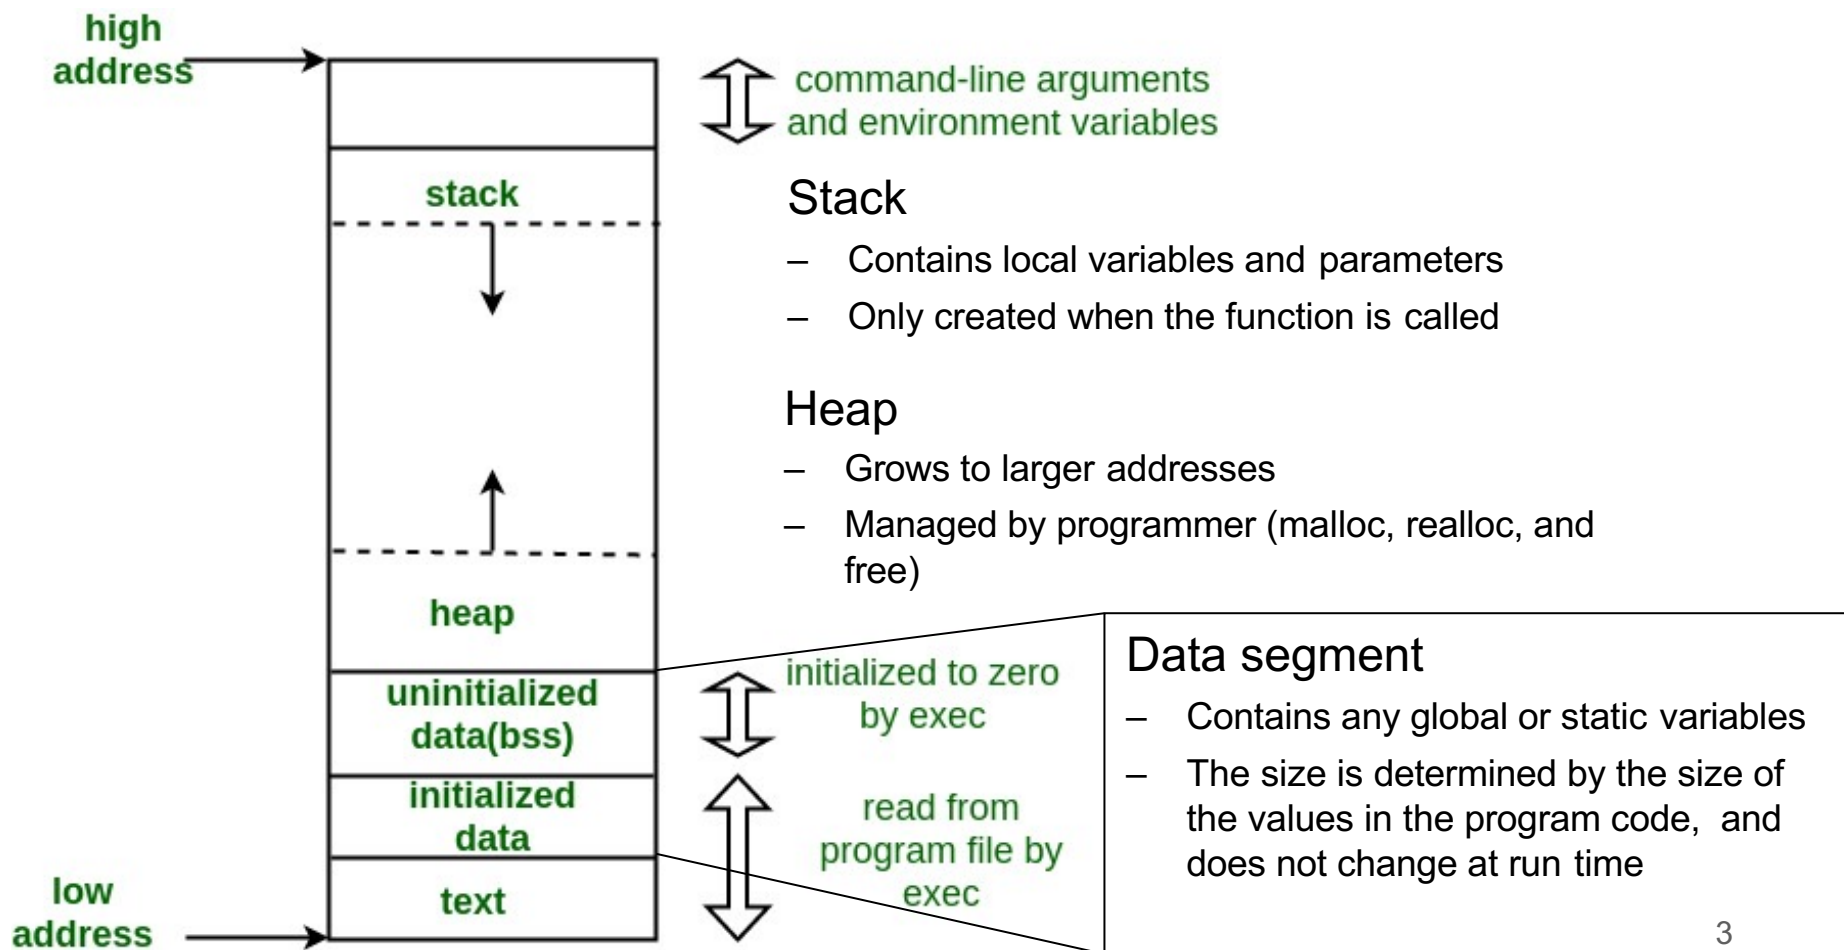 high
address
command-line arguments
and environment variables
stack
Stack
– Contains local variables and parameters
– Only created when the function is called
Heap
– Grows to larger addresses
– Managed by programmer (malloc, realloc, and
free)
heap
uninitialized
data(bss)
initialized to zero
by exec
initialized
data
read from
program file by
exec
Data segment
– Contains any global or static variables
– The size is determined by the size of
the values in the program code, and
does not change at run time
text
low
address
3